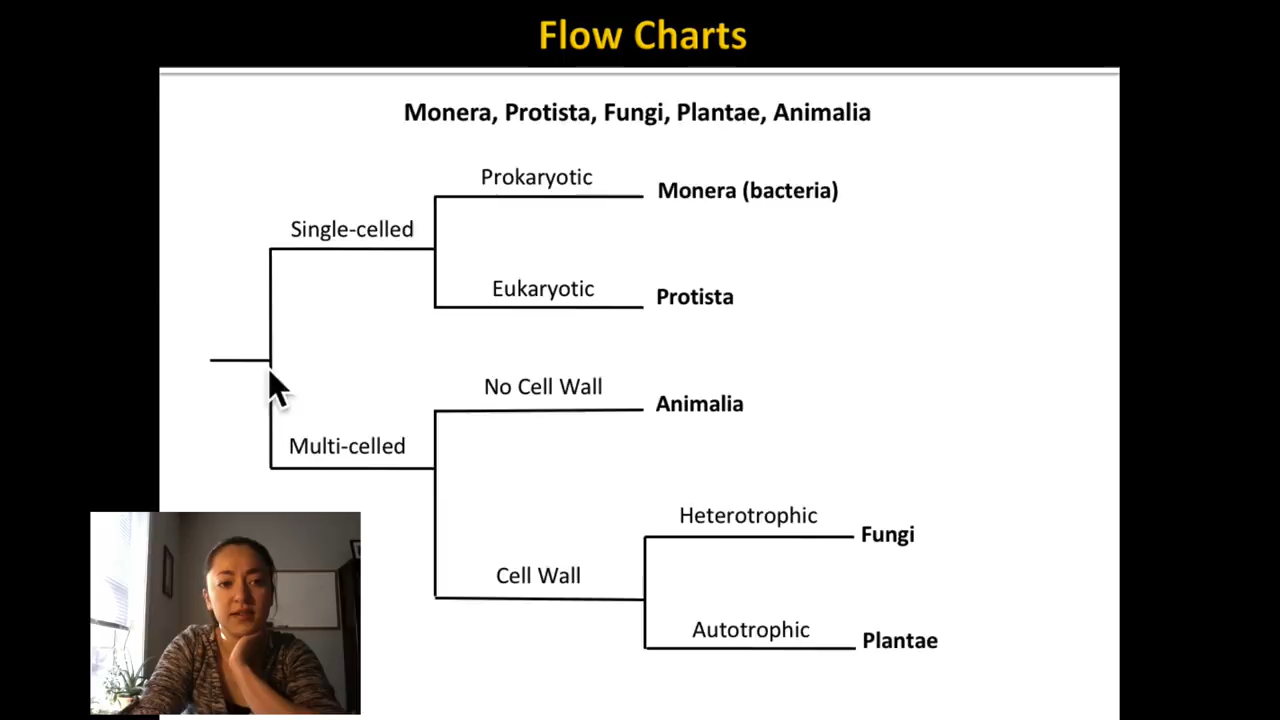 Flow Charts
Monera, Protista, Fungi, Plantae, Animalia
Prokaryotic
Monera (bacteria)
Single-celled
Eukaryotic
Protista
No Cell Wall
Animalia
Multi-celled
Heterotrophic
Fungi
Cell Wall
Autotrophic
Plantae